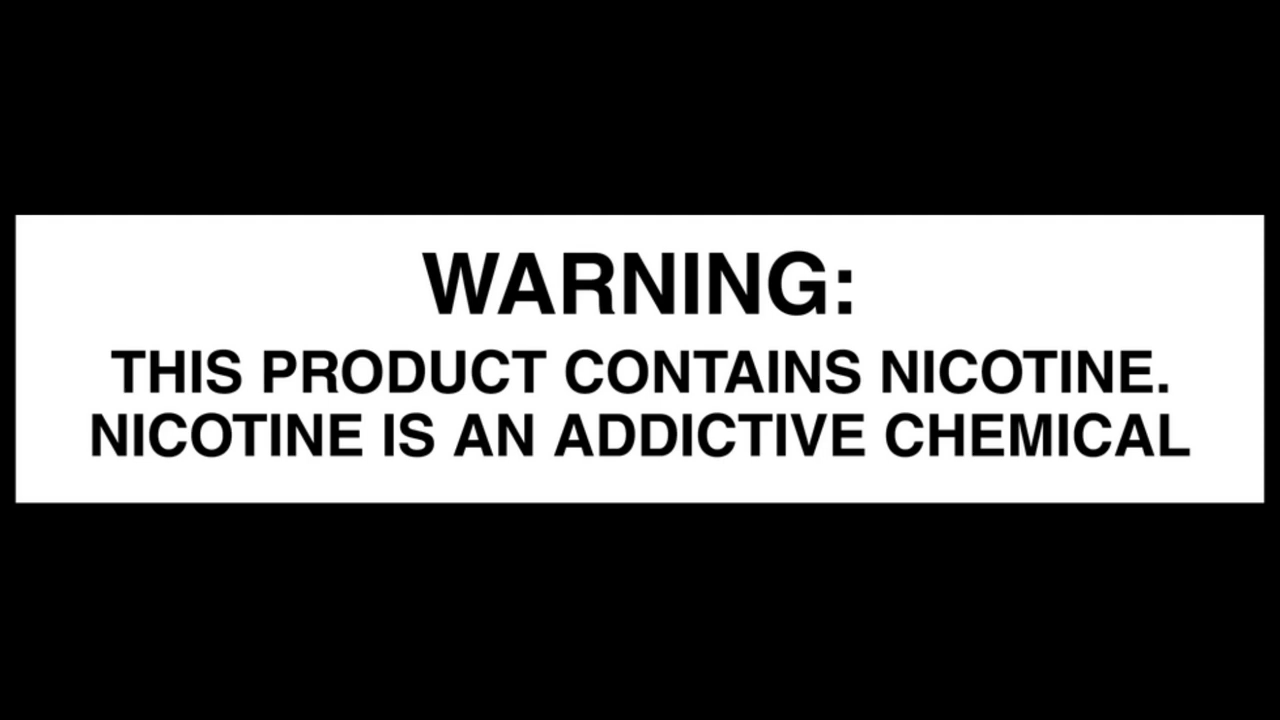 WARNING:
THIS PRODUCT CONTAINS NICOTINE.
NICOTINE IS AN ADDICTIVE CHEMICAL